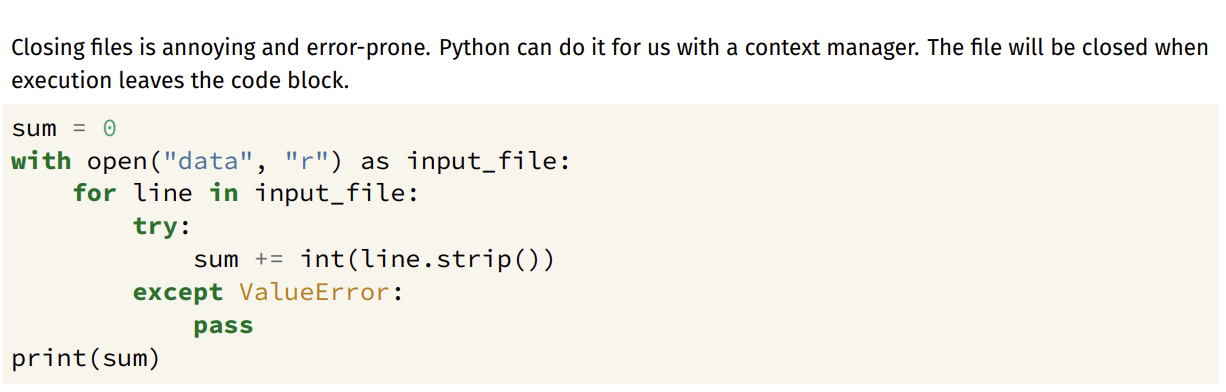 Closing files is annoying and error-prone. Python can do it for us with a context manager. The file will be closed when
execution leaves the code block.
sum = 0
with open("data", "r") as input_file:
    for line in input_file:
        try:
            sum += int(line.strip())
        except ValueError:
            pass
print(sum)